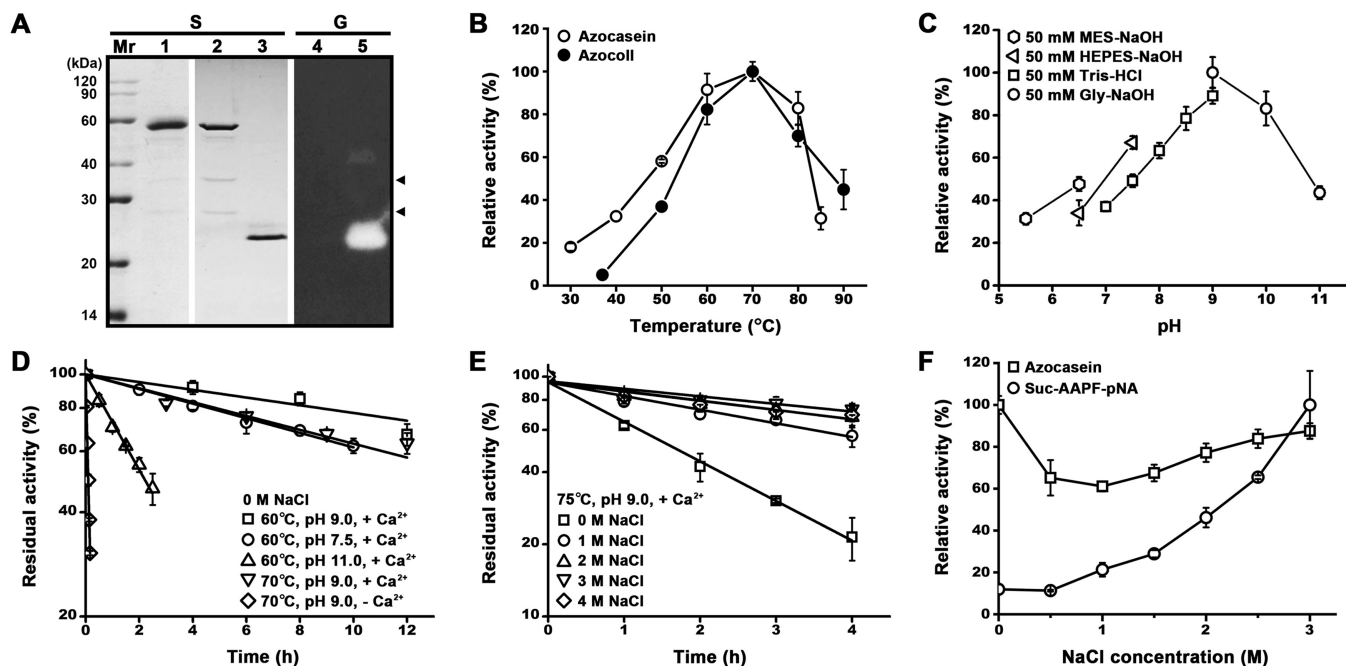 A
S
G
Mr 1 2 3 4 5
(kDa)
120
90
60
40
30
20
14
B
Azocasein
Azocoll
Relative activity (%)
120
100
80
60
40
20
0
30 40 50 60 70 80 90
Temperature (°C)
C
50 mM MES-NaOH
50 mM HEPES-NaOH
50 mM Tris-HCl
50 mM Gly-NaOH
Relative activity (%)
120
100
80
60
40
20
0
5 6 7 8 9 10 11
pH
D
Residual activity (%)
100
80
60
40
20
0 M NaCl
60°C, pH 9.0, + Ca²⁺
60°C, pH 7.5, + Ca²⁺
60°C, pH 11.0, + Ca²⁺
70°C, pH 9.0, + Ca²⁺
70°C, pH 9.0, - Ca²⁺
0 2 4 6 8 10 12
Time (h)
E
Residual activity (%)
100
80
60
40
20
10
75°C, pH 9.0, + Ca²⁺
0 M NaCl
1 M NaCl
2 M NaCl
3 M NaCl
4 M NaCl
0 1 2 3 4
Time (h)
F
Azocasein
Suc-AAPF-pNA
Relative activity (%)
120
100
80
60
40
20
0
0 1 2 3
NaCl concentration (M)